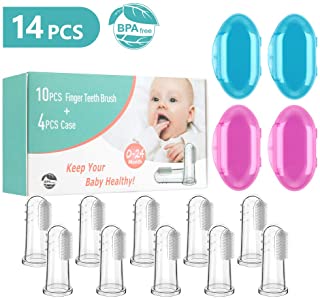 14 PCS
BPA
free
10PCS Finger Teeth Brush
+
4PCS Case
0-24
Keep Your
Baby Healthy!